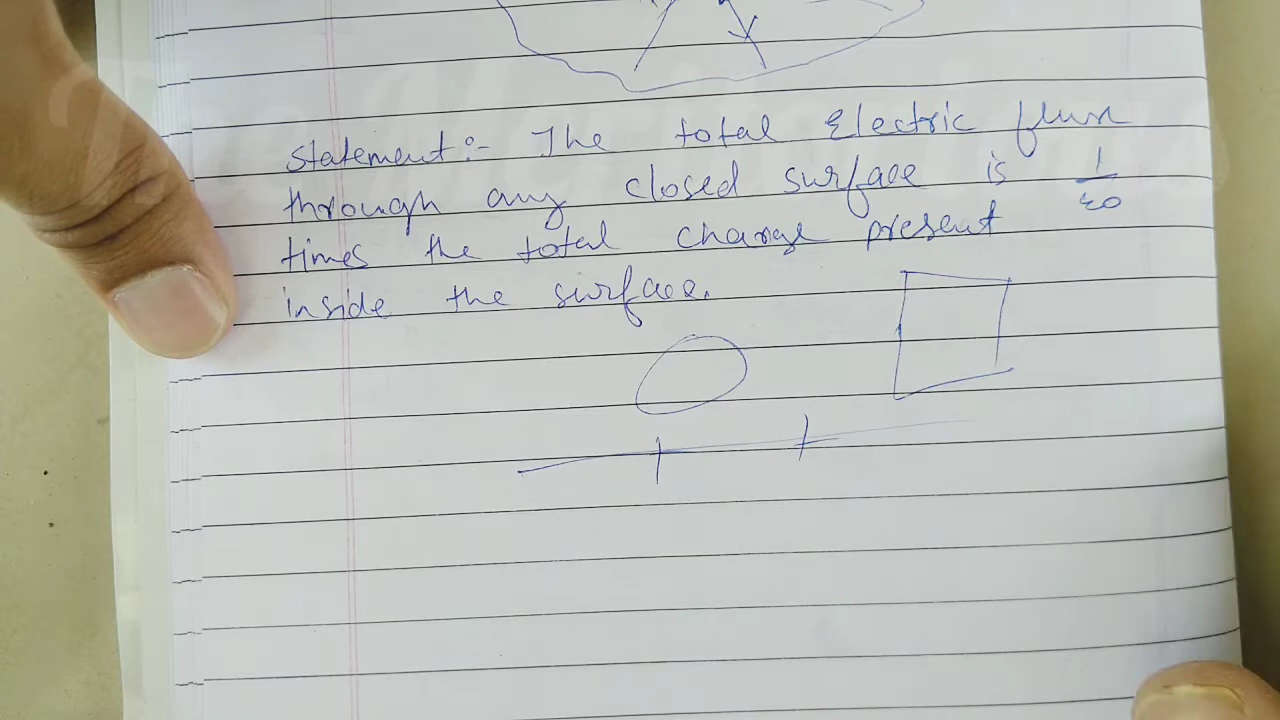 Statement:- The total Electric flux
through any closed surface is 1/ε0
times the total charge present
inside the surface.